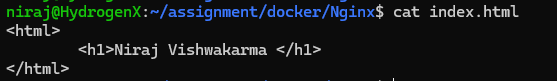 niraj@HydrogenX:~/assignment/docker/Nginx$ cat index.html
<html>
        <h1>Niraj Vishwakarma </h1>
</html>